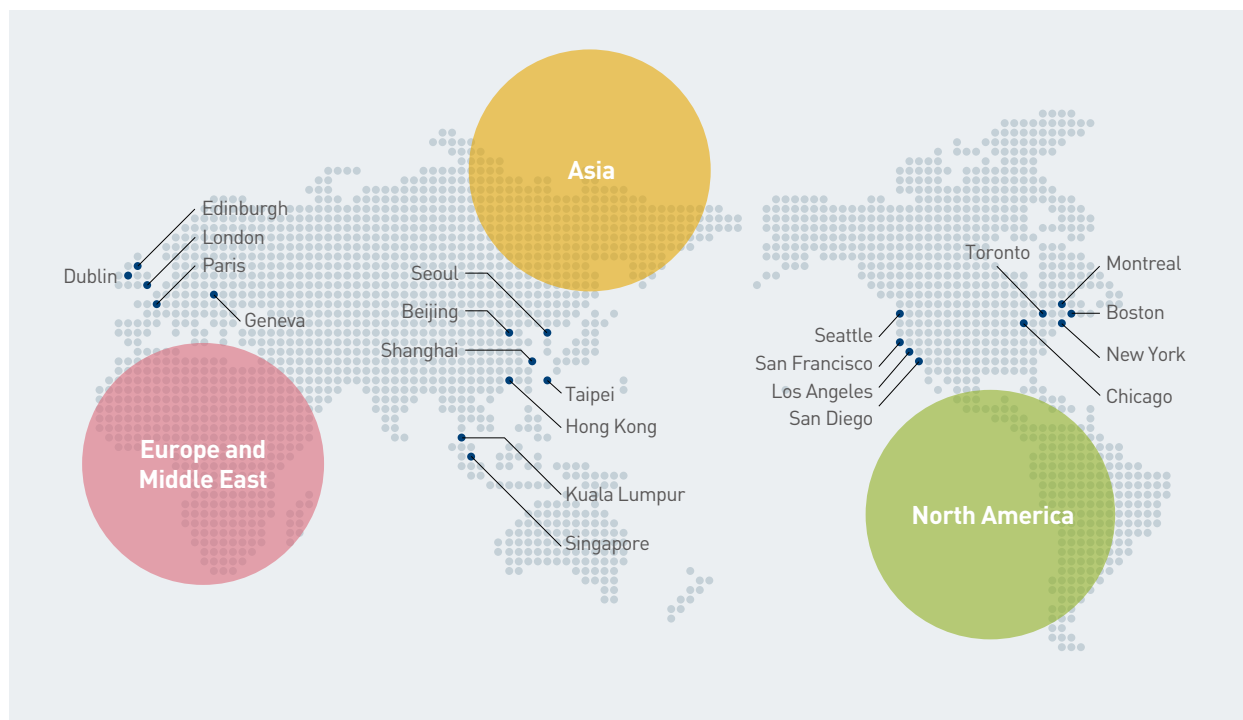 Asia
Edinburgh
London
Paris
Dublin
Geneva
Seoul
Beijing
Shanghai
Taipei
Hong Kong
Kuala Lumpur
Singapore
Europe and
Middle East
Toronto
Montreal
Boston
New York
Chicago
Seattle
San Francisco
Los Angeles
San Diego
North America